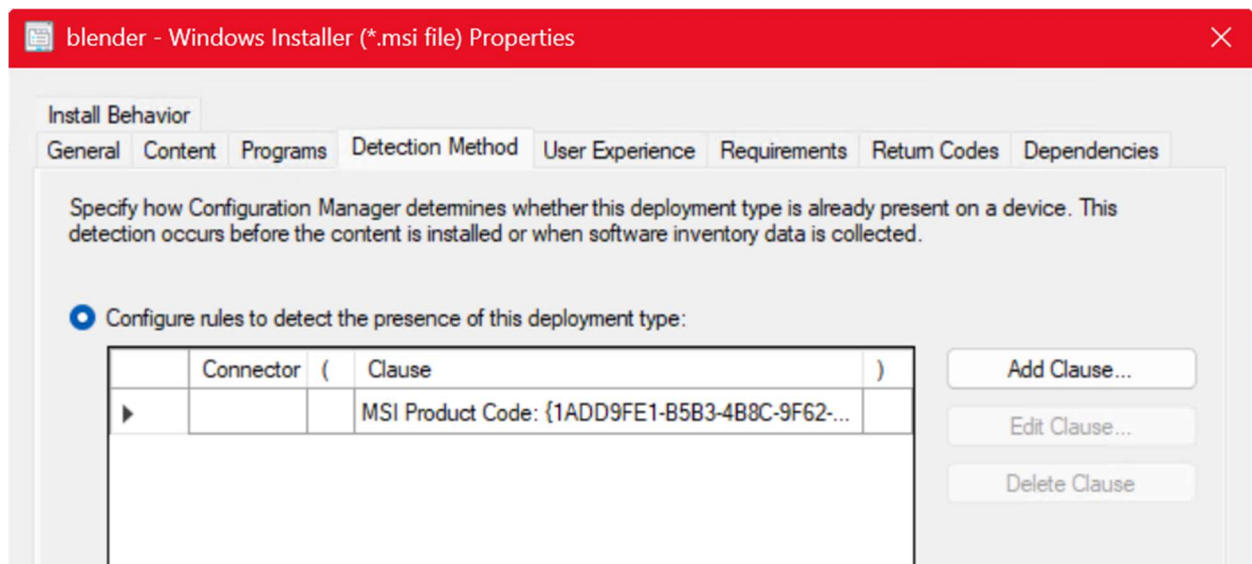 blender - Windows Installer (*.msi file) Properties
Install Behavior
General Content Programs Detection Method User Experience Requirements Return Codes Dependencies
Specify how Configuration Manager determines whether this deployment type is already present on a device. This
detection occurs before the content is installed or when software inventory data is collected.
Configure rules to detect the presence of this deployment type:
Connector ( Clause )
Add Clause...
MSI Product Code: {1ADD9FE1-B5B3-4B8C-9F62-...
Edit Clause...
Delete Clause